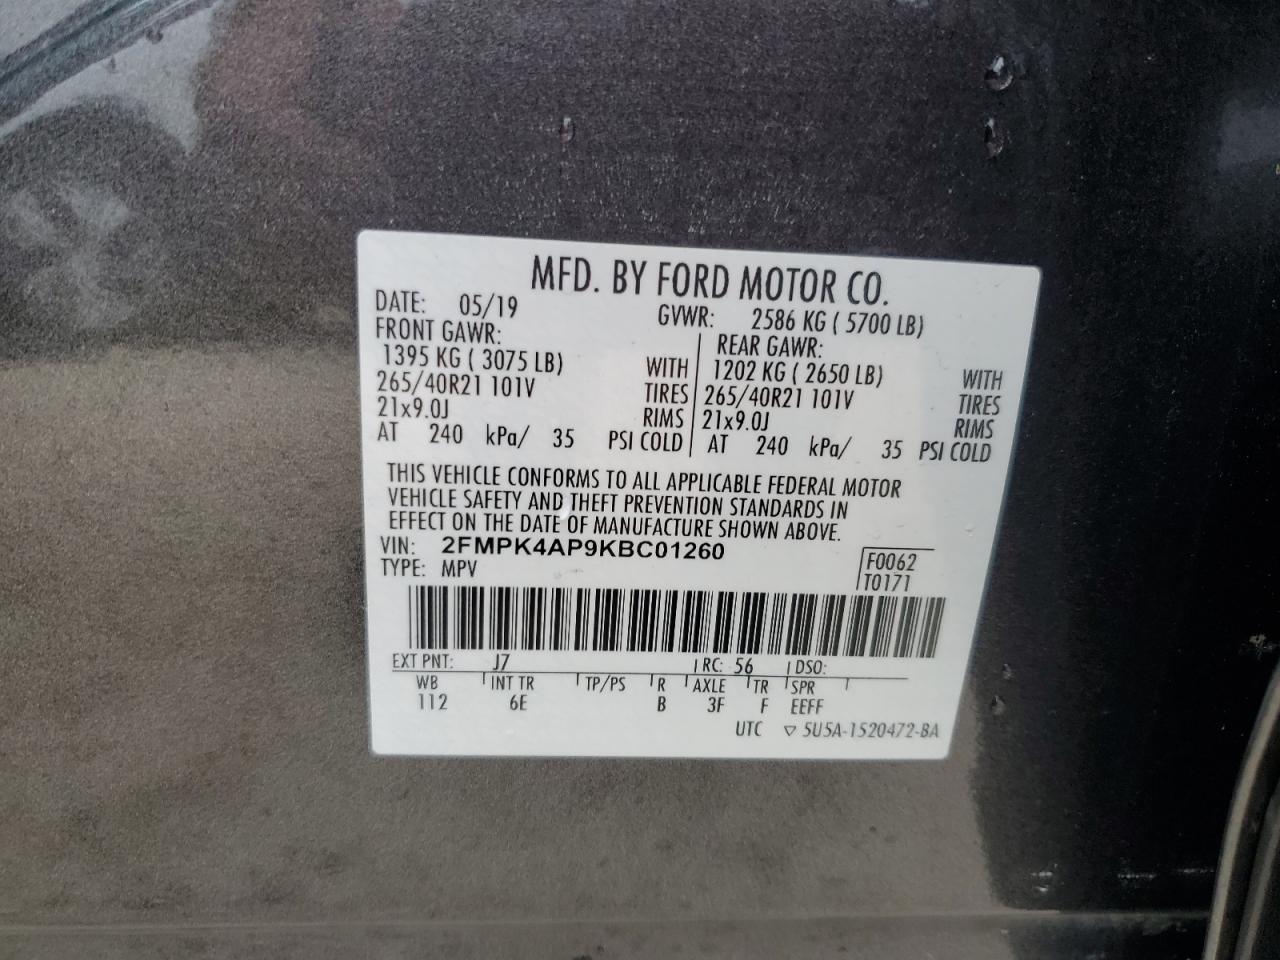 MFD. BY FORD MOTOR CO.
DATE: 05/19 GVWR: 2586 KG ( 5700 LB)
FRONT GAWR: REAR GAWR:
1395 KG ( 3075 LB) WITH 1202 KG ( 2650 LB) WITH
265/40R21 101V TIRES 265/40R21 101V TIRES
21x9.0J RIMS 21x9.0J RIMS
AT 240 kPa/ 35 PSI COLD AT 240 kPa/ 35 PSI COLD
THIS VEHICLE CONFORMS TO ALL APPLICABLE FEDERAL MOTOR
VEHICLE SAFETY AND THEFT PREVENTION STANDARDS IN
EFFECT ON THE DATE OF MANUFACTURE SHOWN ABOVE.
VIN: 2FMPK4AP9KBC01260 F0062
TYPE: MPV T0171
EXT PNT: J7 RC: 56 DSO:
WB INT TR TP/PS R AXLE TR SPR
112 6E B 3F F EEFF
UTC ▽ 5U5A-1520472-BA